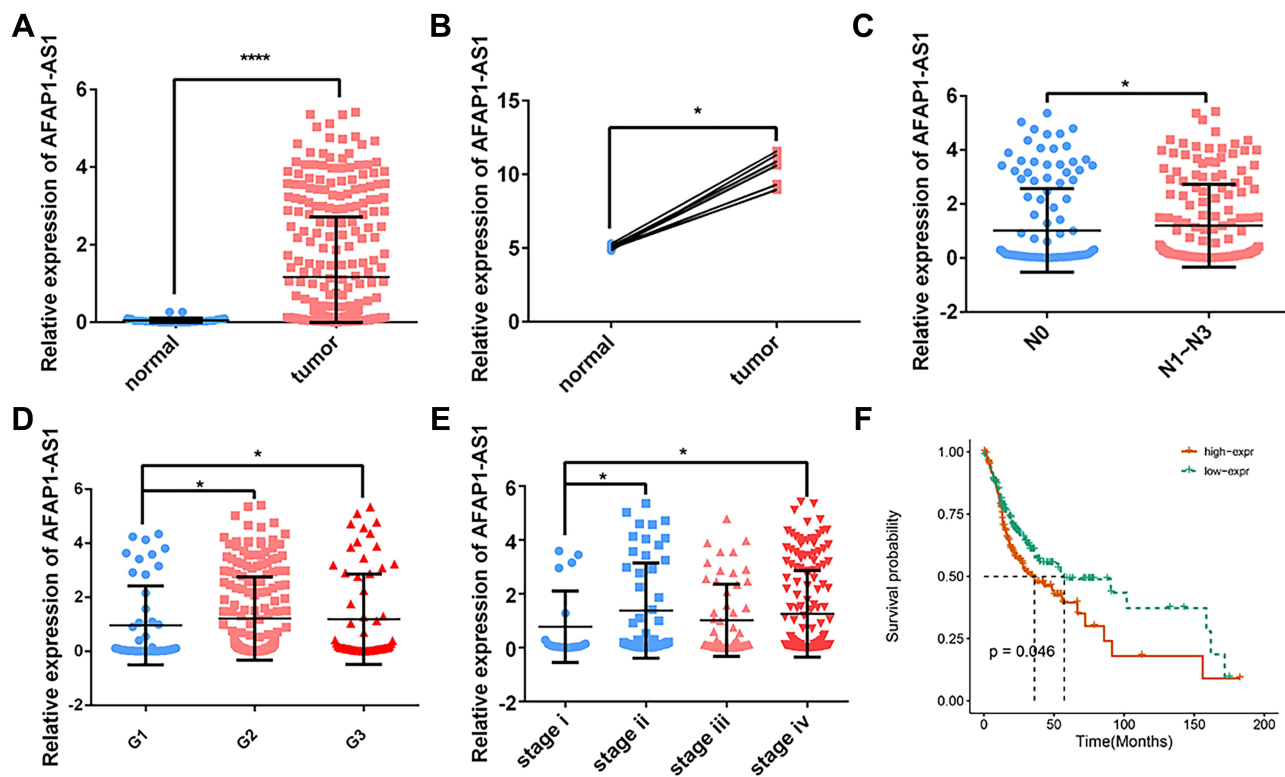 A
Relative expression of AFAP1-AS1
6
4
2
0
****
normal
tumor
B
Relative expression of AFAP1-AS1
15
10
5
0
*
normal
tumor
C
Relative expression of AFAP1-AS1
6
4
2
0
-2
*
N0
N1~N3
D
Relative expression of AFAP1-AS1
6
4
2
0
-2
*
*
G1
G2
G3
E
Relative expression of AFAP1-AS1
6
4
2
0
-2
*
*
stage i
stage ii
stage iii
stage iv
F
Survival probability
1.00
0.75
0.50
0.25
0.00
high-expr
low-expr
p = 0.046
0
50
100
150
200
Time(Months)